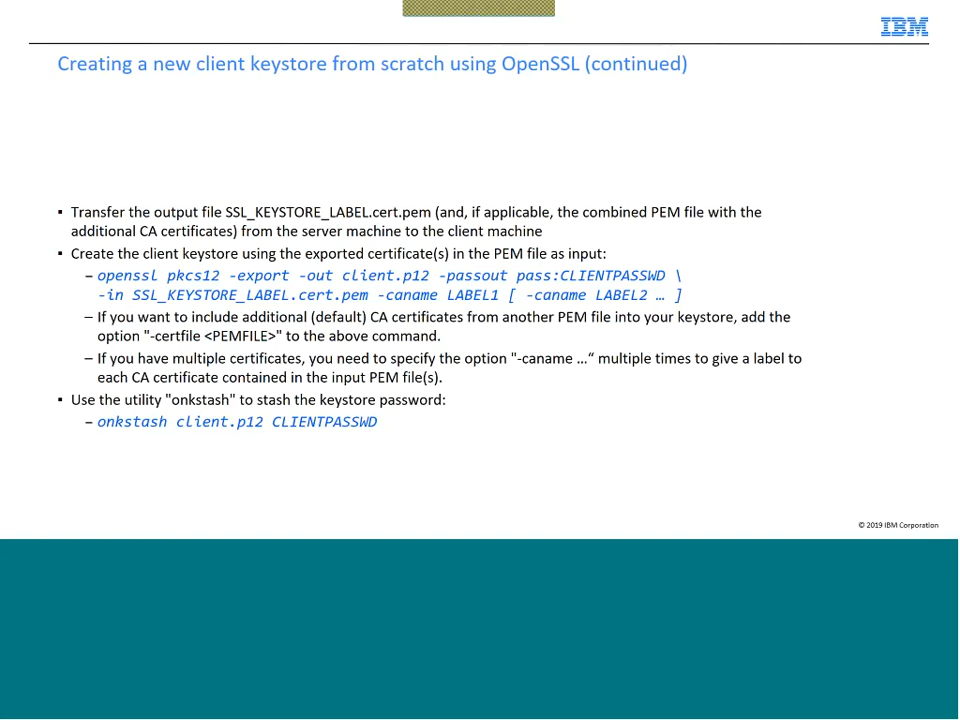 IBM
Creating a new client keystore from scratch using OpenSSL (continued)
▪ Transfer the output file SSL_KEYSTORE_LABEL.cert.pem (and, if applicable, the combined PEM file with the
additional CA certificates) from the server machine to the client machine
▪ Create the client keystore using the exported certificate(s) in the PEM file as input:
– openssl pkcs12 -export -out client.p12 -passout pass:CLIENTPASSWD \
-in SSL_KEYSTORE_LABEL.cert.pem -caname LABEL1 [ -caname LABEL2 … ]
– If you want to include additional (default) CA certificates from another PEM file into your keystore, add the
option "-certfile <PEMFILE>" to the above command.
– If you have multiple certificates, you need to specify the option "-caname …“ multiple times to give a label to
each CA certificate contained in the input PEM file(s).
▪ Use the utility "onkstash" to stash the keystore password:
– onkstash client.p12 CLIENTPASSWD
© 2019 IBM Corporation